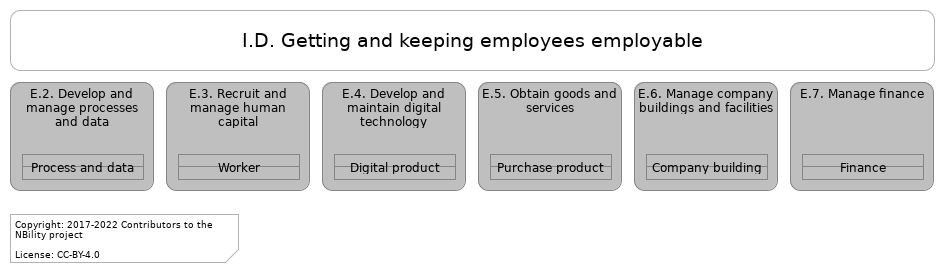 I.D. Getting and keeping employees employable
E.2. Develop and
manage processes
and data
Process and data
E.3. Recruit and
manage human
capital
Worker
E.4. Develop and
maintain digital
technology
Digital product
E.5. Obtain goods and
services
Purchase product
E.6. Manage company
buildings and facilities
Company building
E.7. Manage finance
Finance
Copyright: 2017-2022 Contributors to the
NBility project
License: CC-BY-4.0